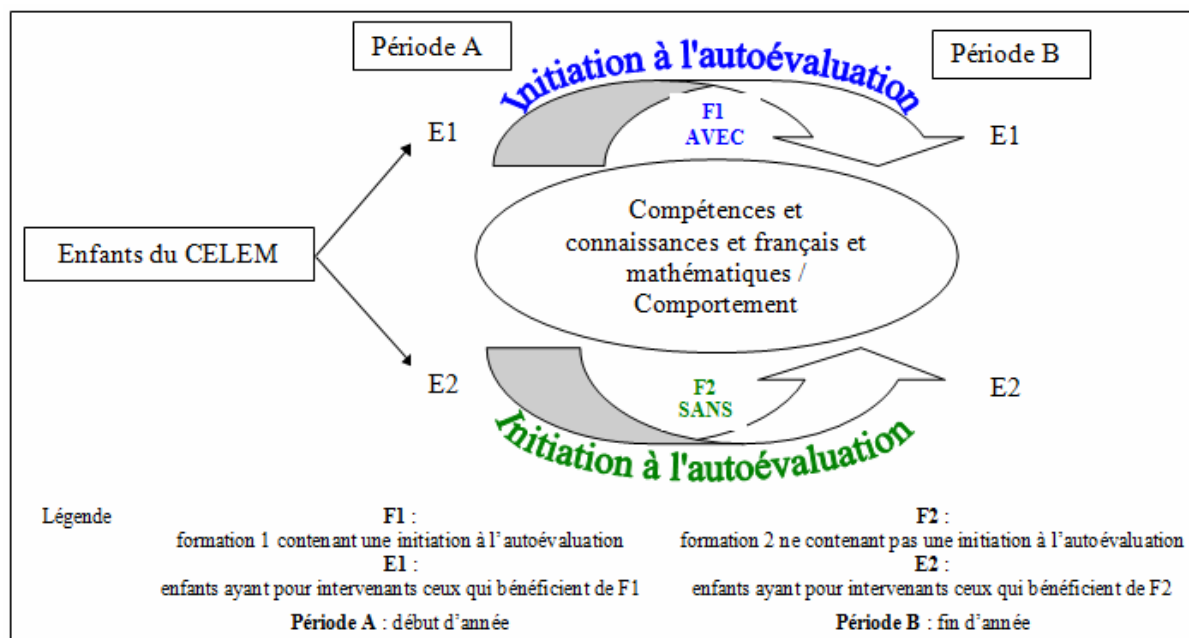 Période A
Initiation à l'autoévaluation
Période B
E1
F1
AVEC
E1
Enfants du CELEM
Compétences et
connaissances et français et
mathématiques /
Comportement
E2
F2
SANS
E2
Initiation à l'autoévaluation
Légende
F1 :
formation 1 contenant une initiation à l’autoévaluation
E1 :
enfants ayant pour intervenants ceux qui bénéficient de F1
Période A : début d’année
F2 :
formation 2 ne contenant pas une initiation à l’autoévaluation
E2 :
enfants ayant pour intervenants ceux qui bénéficient de F2
Période B : fin d’année